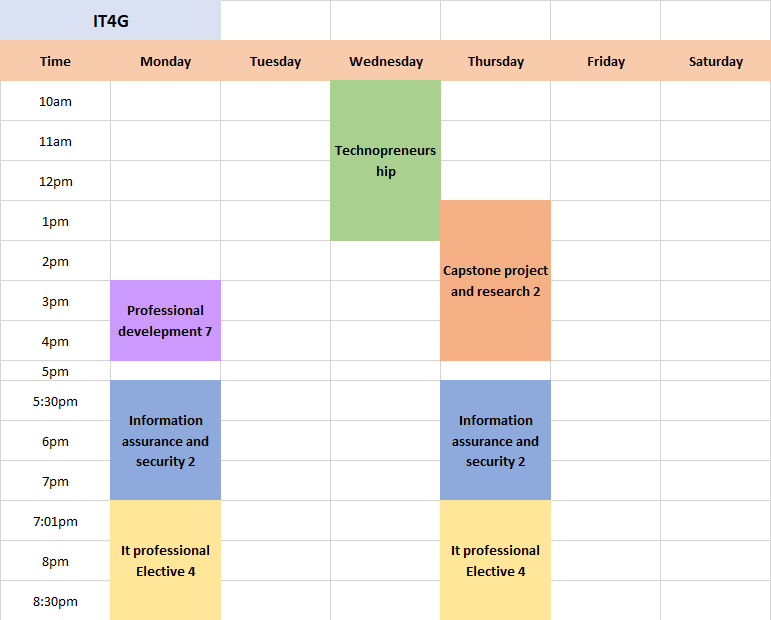 IT4G
Time Monday Tuesday Wednesday Thursday Friday Saturday
10am
11am
Technopreneurs
hip
12pm
1pm
2pm
Capstone project
and research 2
3pm
Professional
develepment 7
4pm
5pm
5:30pm
Information Information
assurance and assurance and
6pm
security 2 security 2
7pm
7:01pm
It professional It professional
Elective 4 Elective 4
8pm
8:30pm